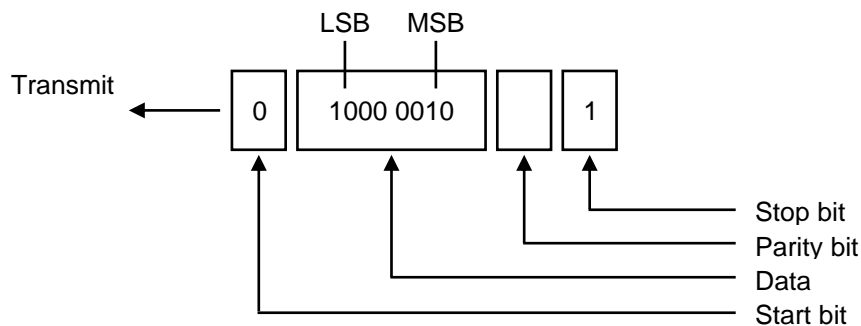 LSB MSB
Transmit
0 1000 0010 1
Stop bit
Parity bit
Data
Start bit